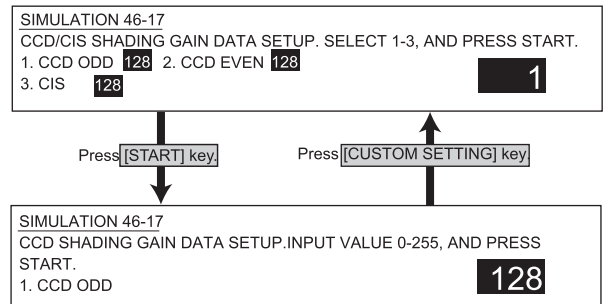 SIMULATION 46-17
CCD/CIS SHADING GAIN DATA SETUP. SELECT 1-3, AND PRESS START.
1. CCD ODD 128 2. CCD EVEN 128
3. CIS 128
1
Press [START] key.
Press [CUSTOM SETTING] key.
SIMULATION 46-17
CCD SHADING GAIN DATA SETUP.INPUT VALUE 0-255, AND PRESS
START.
1. CCD ODD
128